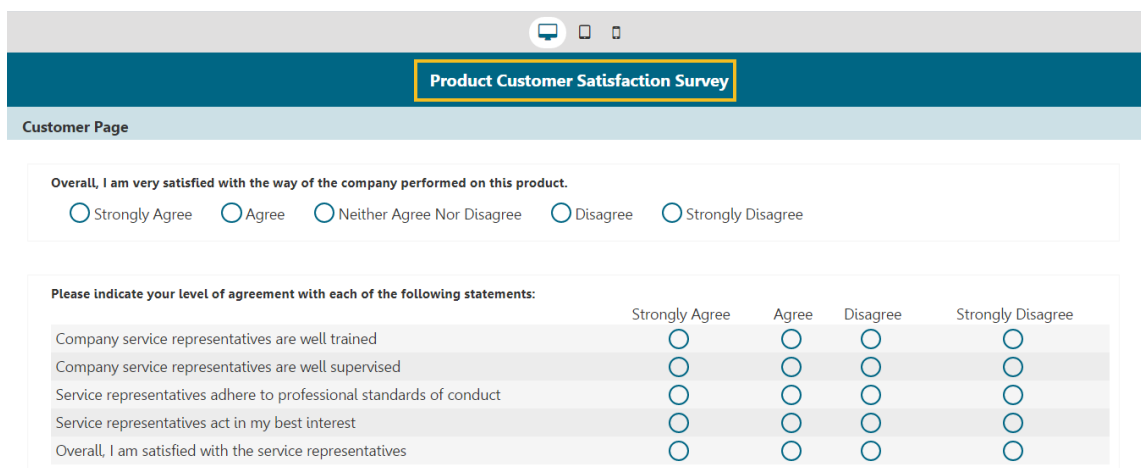 Product Customer Satisfaction Survey
Customer Page
Overall, I am very satisfied with the way of the company performed on this product.
Strongly Agree Agree Neither Agree Nor Disagree Disagree Strongly Disagree
Please indicate your level of agreement with each of the following statements:
Strongly Agree Agree Disagree Strongly Disagree
Company service representatives are well trained
Company service representatives are well supervised
Service representatives adhere to professional standards of conduct
Service representatives act in my best interest
Overall, I am satisfied with the service representatives